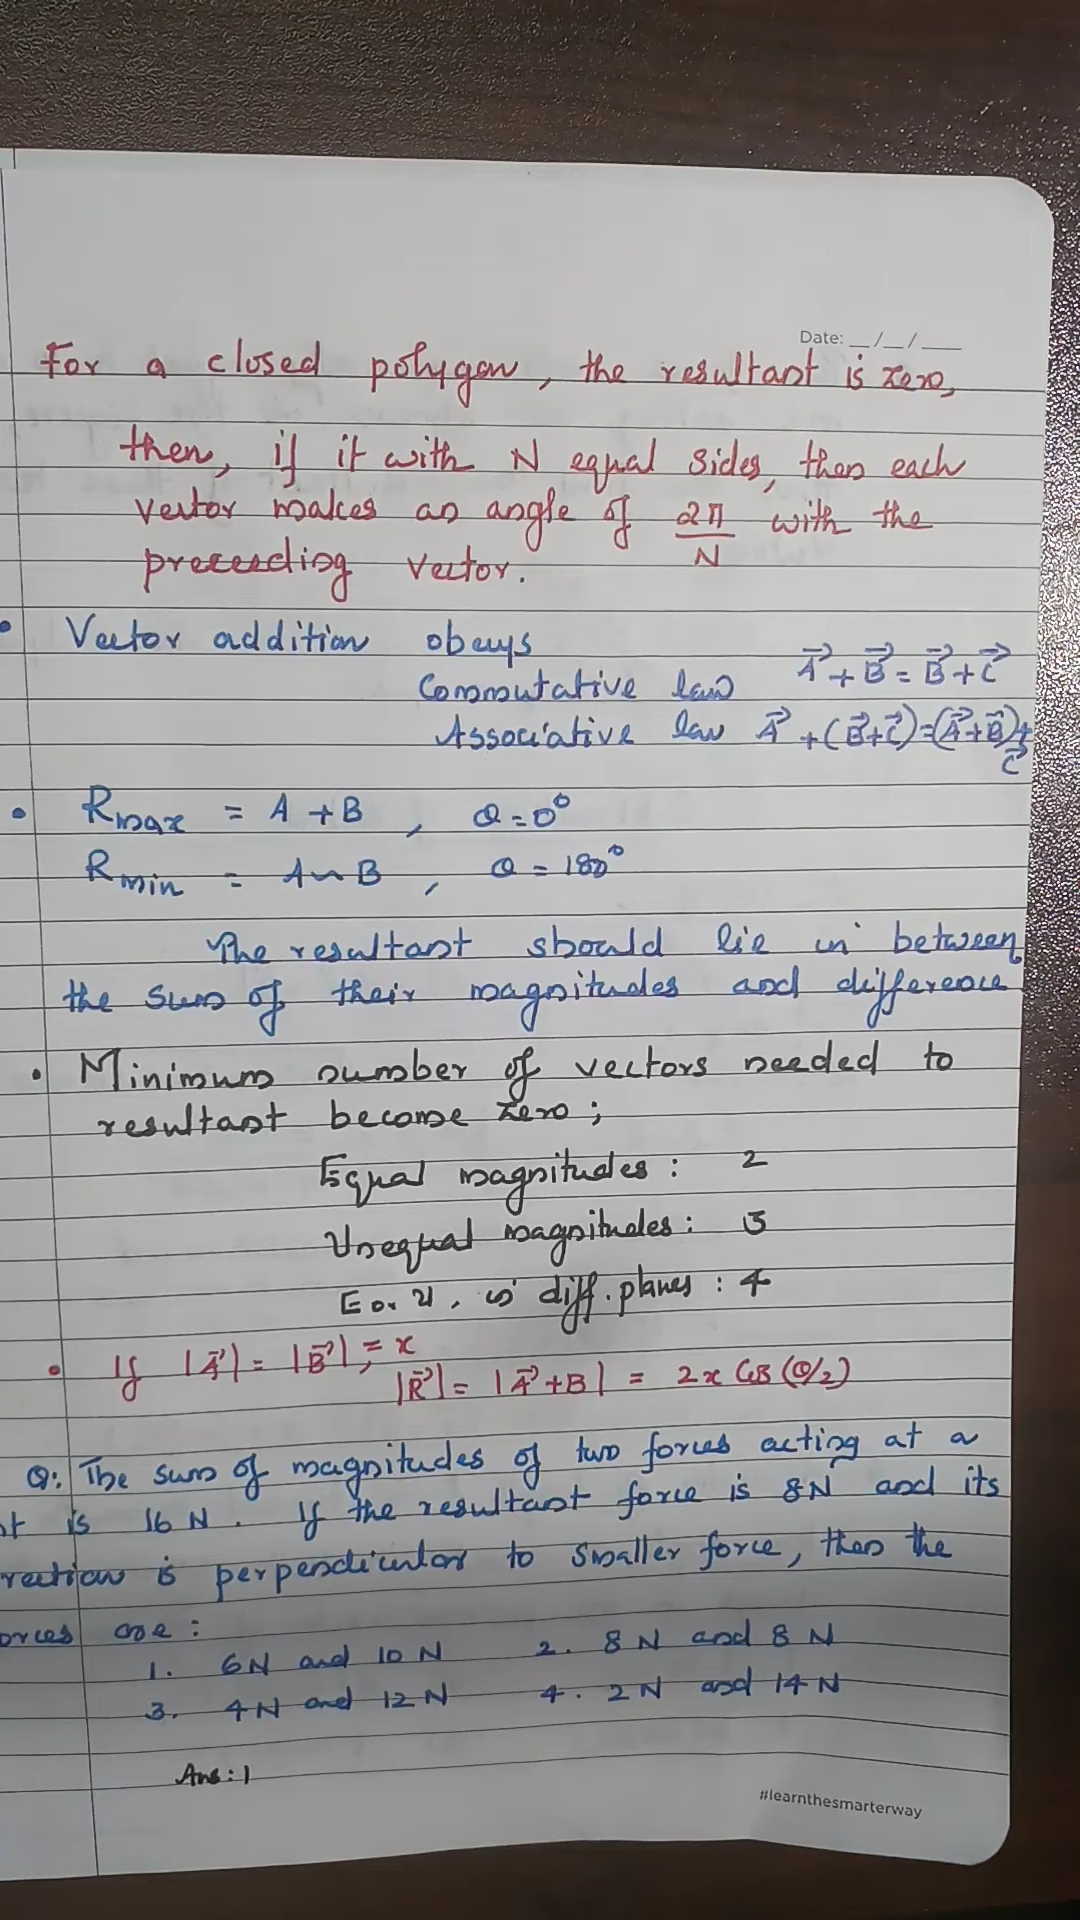 Date: __/__/____
For a closed polygon, the resultant is zero,
then, if it with N equal sides, then each
vector makes an angle of 2π/N with the
preceeding vector.
• Vector addition obeys
Commutative law A⃗ + B⃗ = B⃗ + C⃗
Associative law A⃗ + (B⃗+C⃗) = (A⃗+B⃗)+
C⃗
• Rmax = A + B , θ = 0°
Rmin = A ~ B , θ = 180°
The resultant should lie in between
the sum of their magnitudes and difference
• Minimum number of vectors needed to
resultant become zero ;
Equal magnitudes : 2
Unequal magnitudes : 3
E or U, in diff. planes : 4
• If |A⃗| = |B⃗| = x
|R⃗| = |A⃗+B| = 2x Cos (θ/2)
Q: The sum of magnitudes of two forces acting at a
nt is 16 N. If the resultant force is 8N and its
rection is perpendicular to smaller force, then the
orces are :
1. 6N and 10 N 2. 8 N and 8 N
3. 4N and 12 N 4. 2 N and 14 N
Ans : 1
#learnthesmarterway